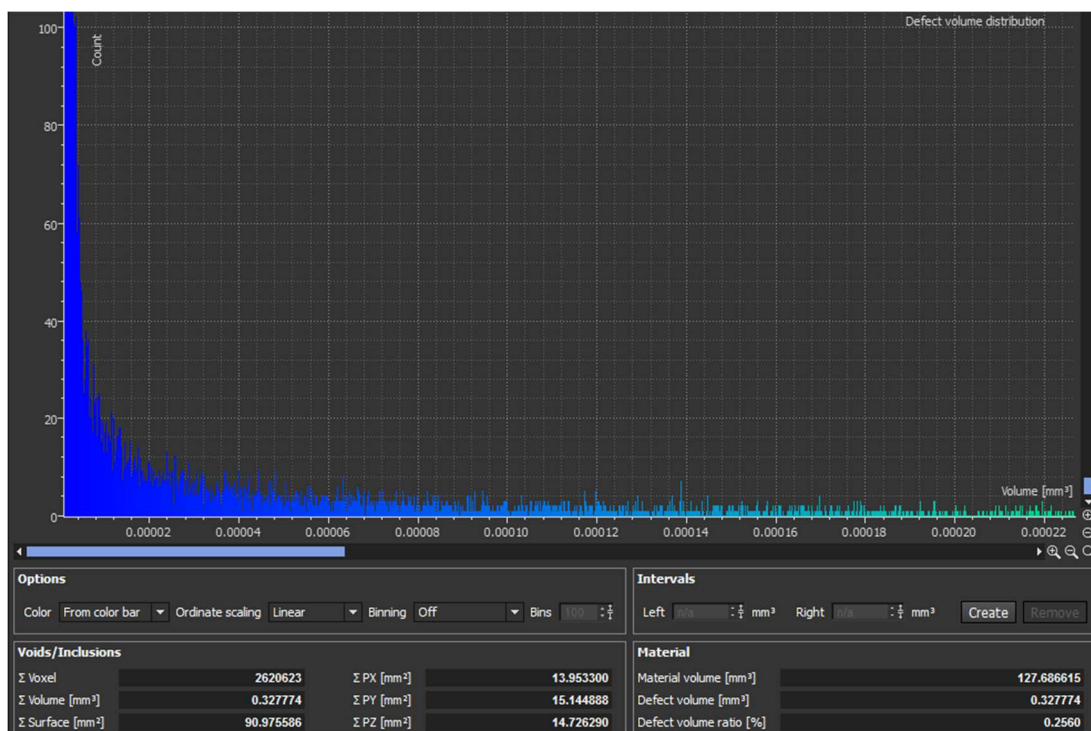 Defect volume distribution
Count
100
80
60
40
20
0
Volume [mm³]
0.00002 0.00004 0.00006 0.00008 0.00010 0.00012 0.00014 0.00016 0.00018 0.00020 0.00022
Options
Color From color bar Ordinate scaling Linear Binning Off Bins 100
Intervals
Left n/a mm³ Right n/a mm³ Create Remove
Voids/Inclusions
Σ Voxel 2620623 Σ PX [mm²] 13.953300
Σ Volume [mm³] 0.327774 Σ PY [mm²] 15.144888
Σ Surface [mm²] 90.975586 Σ PZ [mm²] 14.726290
Material
Material volume [mm³] 127.686615
Defect volume [mm³] 0.327774
Defect volume ratio [%] 0.2560